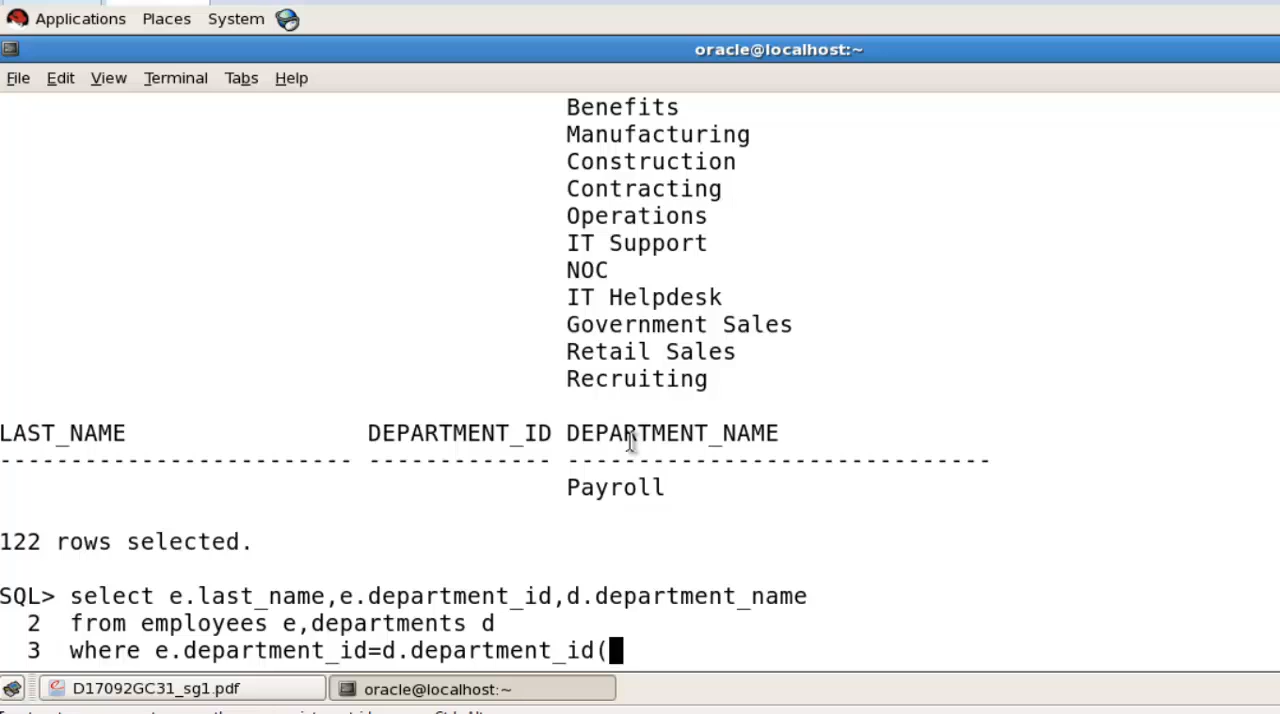 Applications Places System
oracle@localhost:~
File Edit View Terminal Tabs Help
Benefits
Manufacturing
Construction
Contracting
Operations
IT Support
NOC
IT Helpdesk
Government Sales
Retail Sales
Recruiting
LAST_NAME DEPARTMENT_ID DEPARTMENT_NAME
------------------------- ------------- ------------------------------
Payroll
122 rows selected.
SQL> select e.last_name,e.department_id,d.department_name
2 from employees e,departments d
3 where e.department_id=d.department_id(
D17092GC31_sg1.pdf oracle@localhost:~